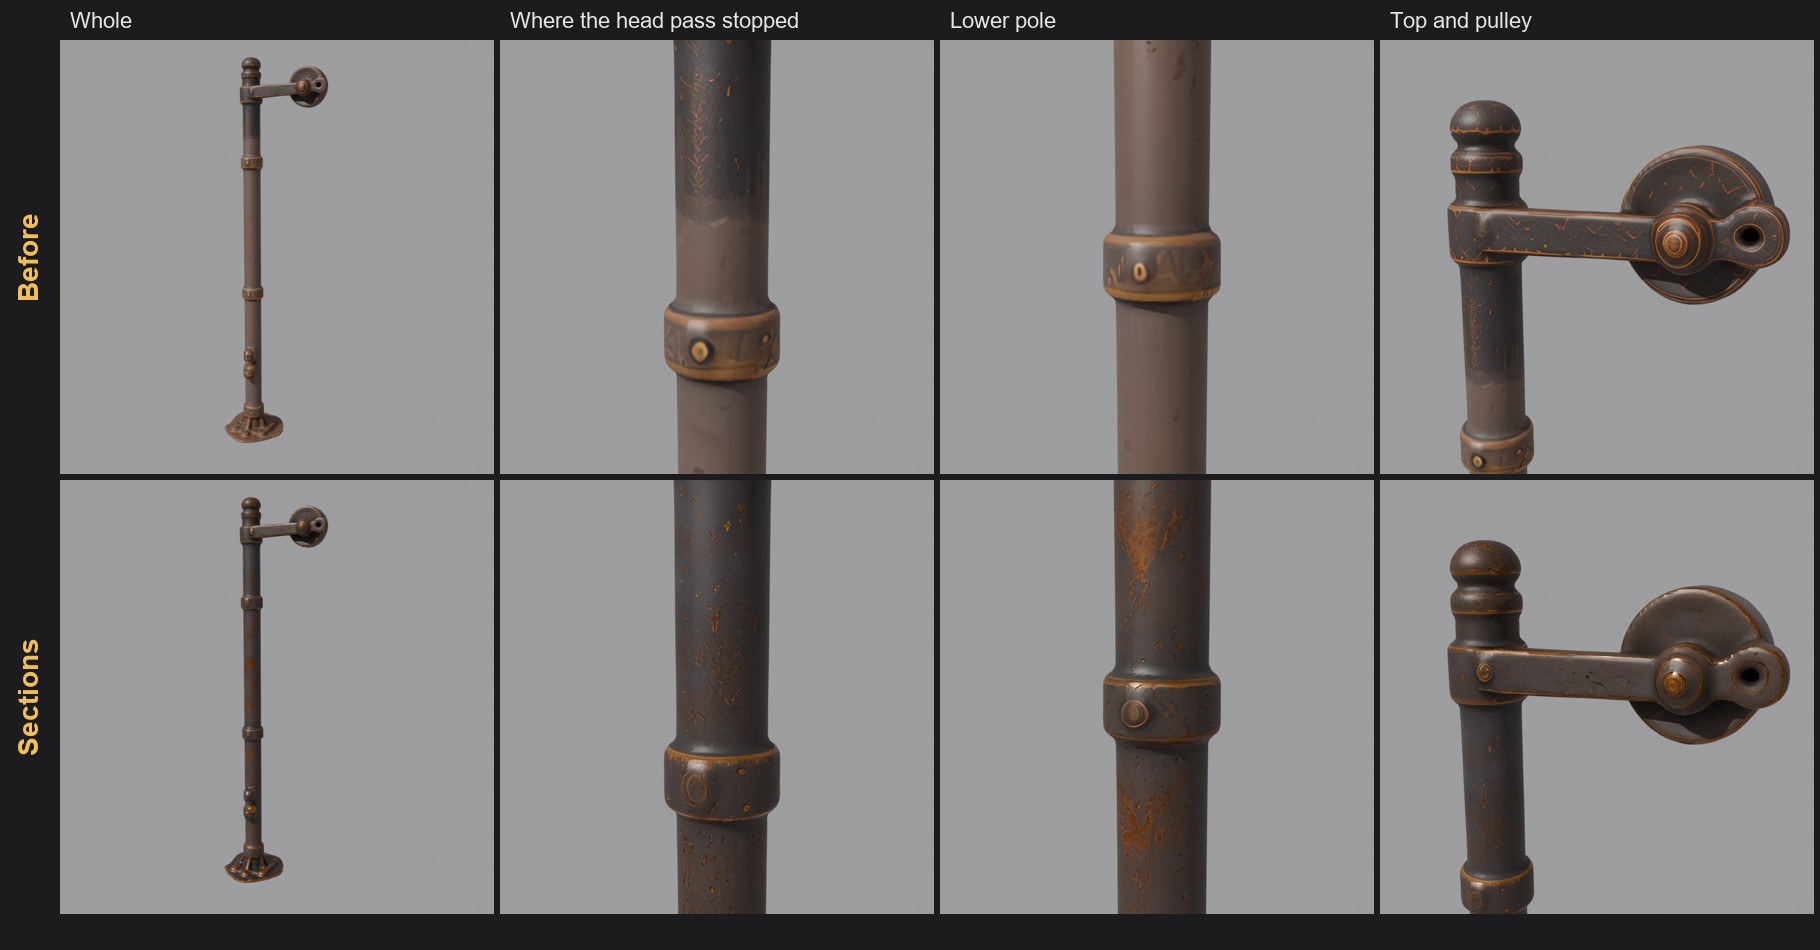 Whole
Where the head pass stopped
Lower pole
Top and pulley
Before
Sections